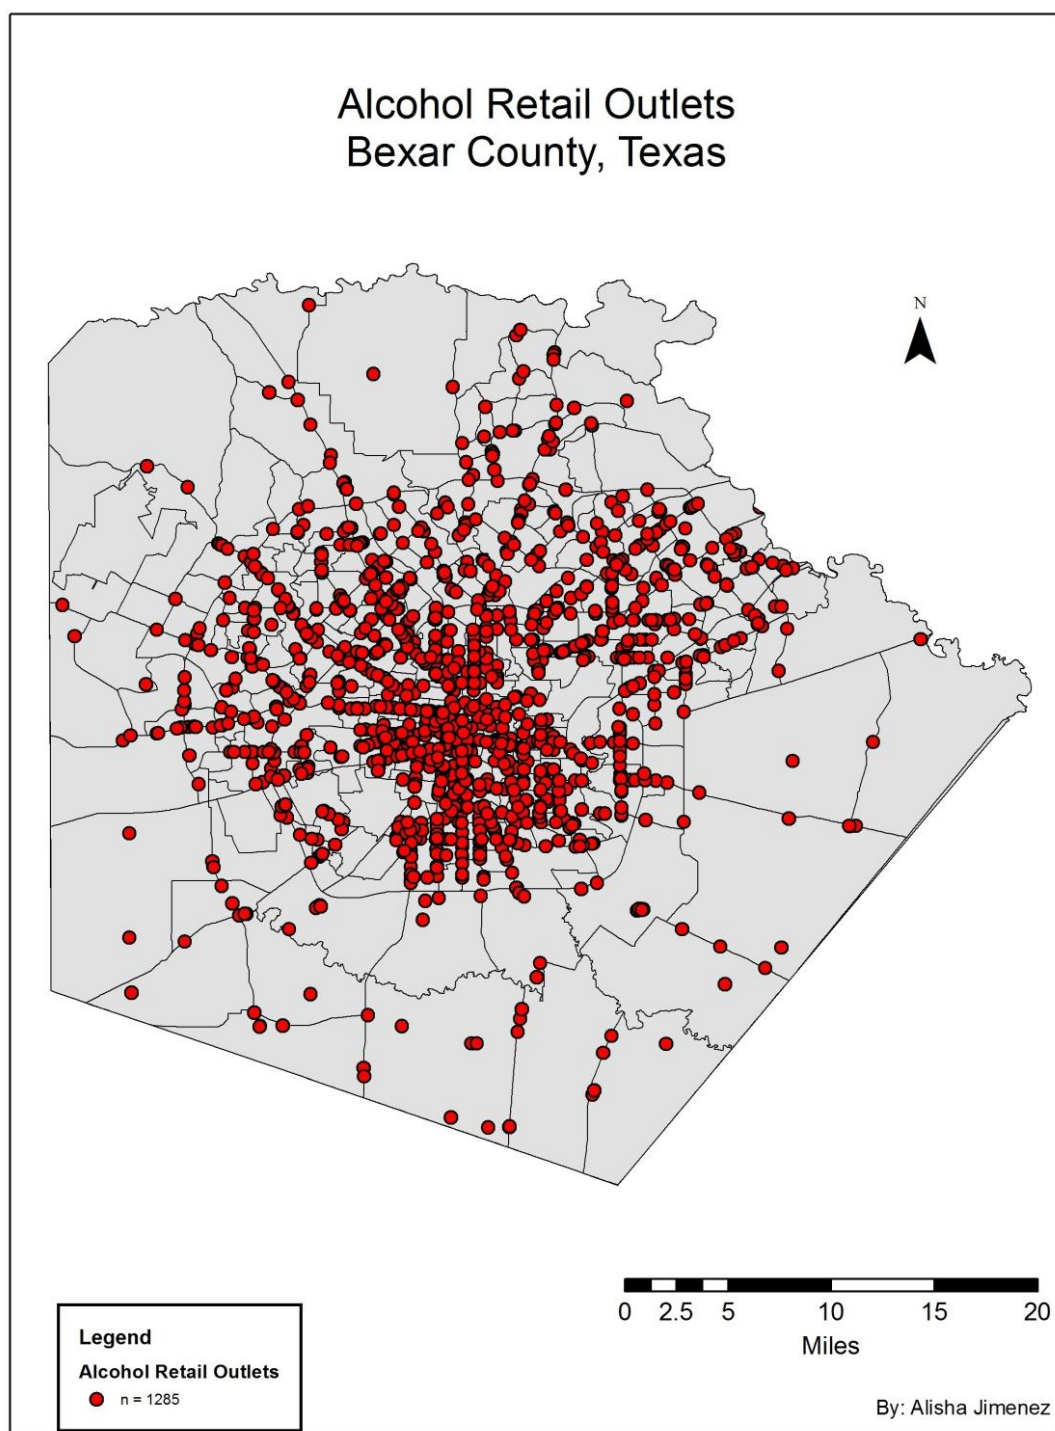 Alcohol Retail Outlets
Bexar County, Texas
N
0 2.5 5 10 15 20
Miles
Legend
Alcohol Retail Outlets
n = 1285
By: Alisha Jimenez